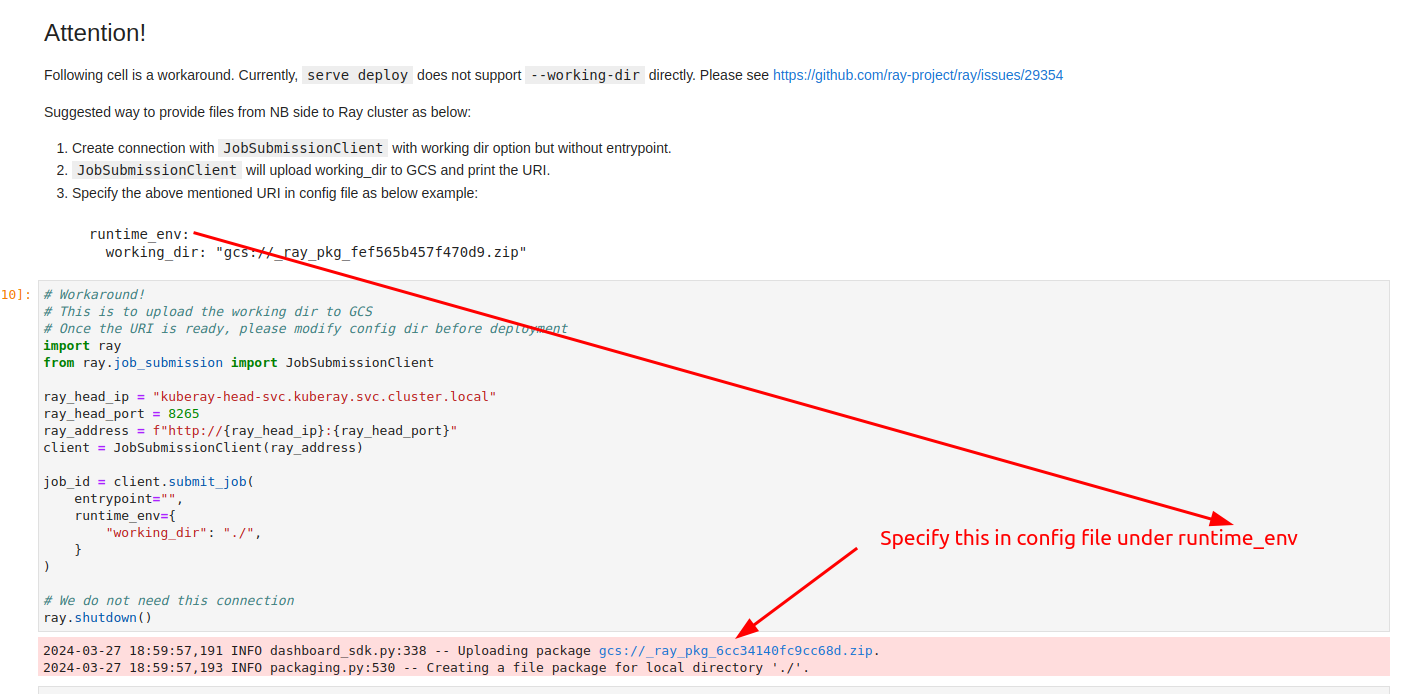 Attention!
Following cell is a workaround. Currently, serve deploy does not support --working-dir directly. Please see https://github.com/ray-project/ray/issues/29354
Suggested way to provide files from NB side to Ray cluster as below:
1. Create connection with JobSubmissionClient with working dir option but without entrypoint.
2. JobSubmissionClient will upload working_dir to GCS and print the URI.
3. Specify the above mentioned URI in config file as below example:
runtime_env:
  working_dir: "gcs://_ray_pkg_fef565b457f470d9.zip"
10]:
# Workaround!
# This is to upload the working dir to GCS
# Once the URI is ready, please modify config dir before deployment
import ray
from ray.job_submission import JobSubmissionClient
ray_head_ip = "kuberay-head-svc.kuberay.svc.cluster.local"
ray_head_port = 8265
ray_address = f"http://{ray_head_ip}:{ray_head_port}"
client = JobSubmissionClient(ray_address)
job_id = client.submit_job(
    entrypoint="",
    runtime_env={
        "working_dir": "./",
    }
)
Specify this in config file under runtime_env
# We do not need this connection
ray.shutdown()
2024-03-27 18:59:57,191 INFO dashboard_sdk.py:338 -- Uploading package gcs://_ray_pkg_6cc34140fc9cc68d.zip.
2024-03-27 18:59:57,193 INFO packaging.py:530 -- Creating a file package for local directory './'.